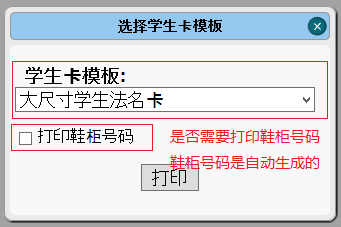 选择学生卡模板
学生卡模板:
大尺寸学生法名卡
打印鞋柜号码
是否需要打印鞋柜号码
鞋柜号码是自动生成的
打印